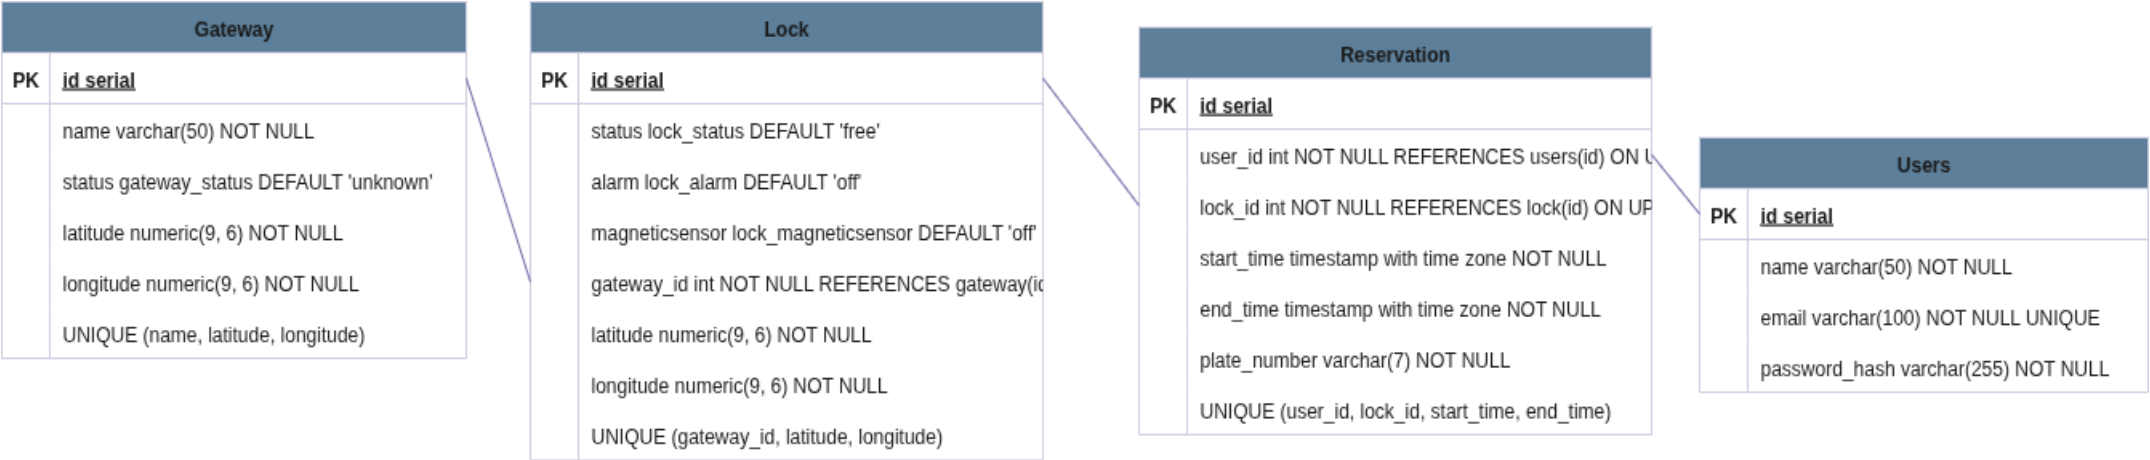 Gateway
PK id serial
name varchar(50) NOT NULL
status gateway_status DEFAULT 'unknown'
latitude numeric(9, 6) NOT NULL
longitude numeric(9, 6) NOT NULL
UNIQUE (name, latitude, longitude)
Lock
PK id serial
status lock_status DEFAULT 'free'
alarm lock_alarm DEFAULT 'off'
magneticsensor lock_magneticsensor DEFAULT 'off'
gateway_id int NOT NULL REFERENCES gateway(id
latitude numeric(9, 6) NOT NULL
longitude numeric(9, 6) NOT NULL
UNIQUE (gateway_id, latitude, longitude)
Reservation
PK id serial
user_id int NOT NULL REFERENCES users(id) ON
lock_id int NOT NULL REFERENCES lock(id) ON UP
start_time timestamp with time zone NOT NULL
end_time timestamp with time zone NOT NULL
plate_number varchar(7) NOT NULL
UNIQUE (user_id, lock_id, start_time, end_time)
Users
PK id serial
name varchar(50) NOT NULL
email varchar(100) NOT NULL UNIQUE
password_hash varchar(255) NOT NULL